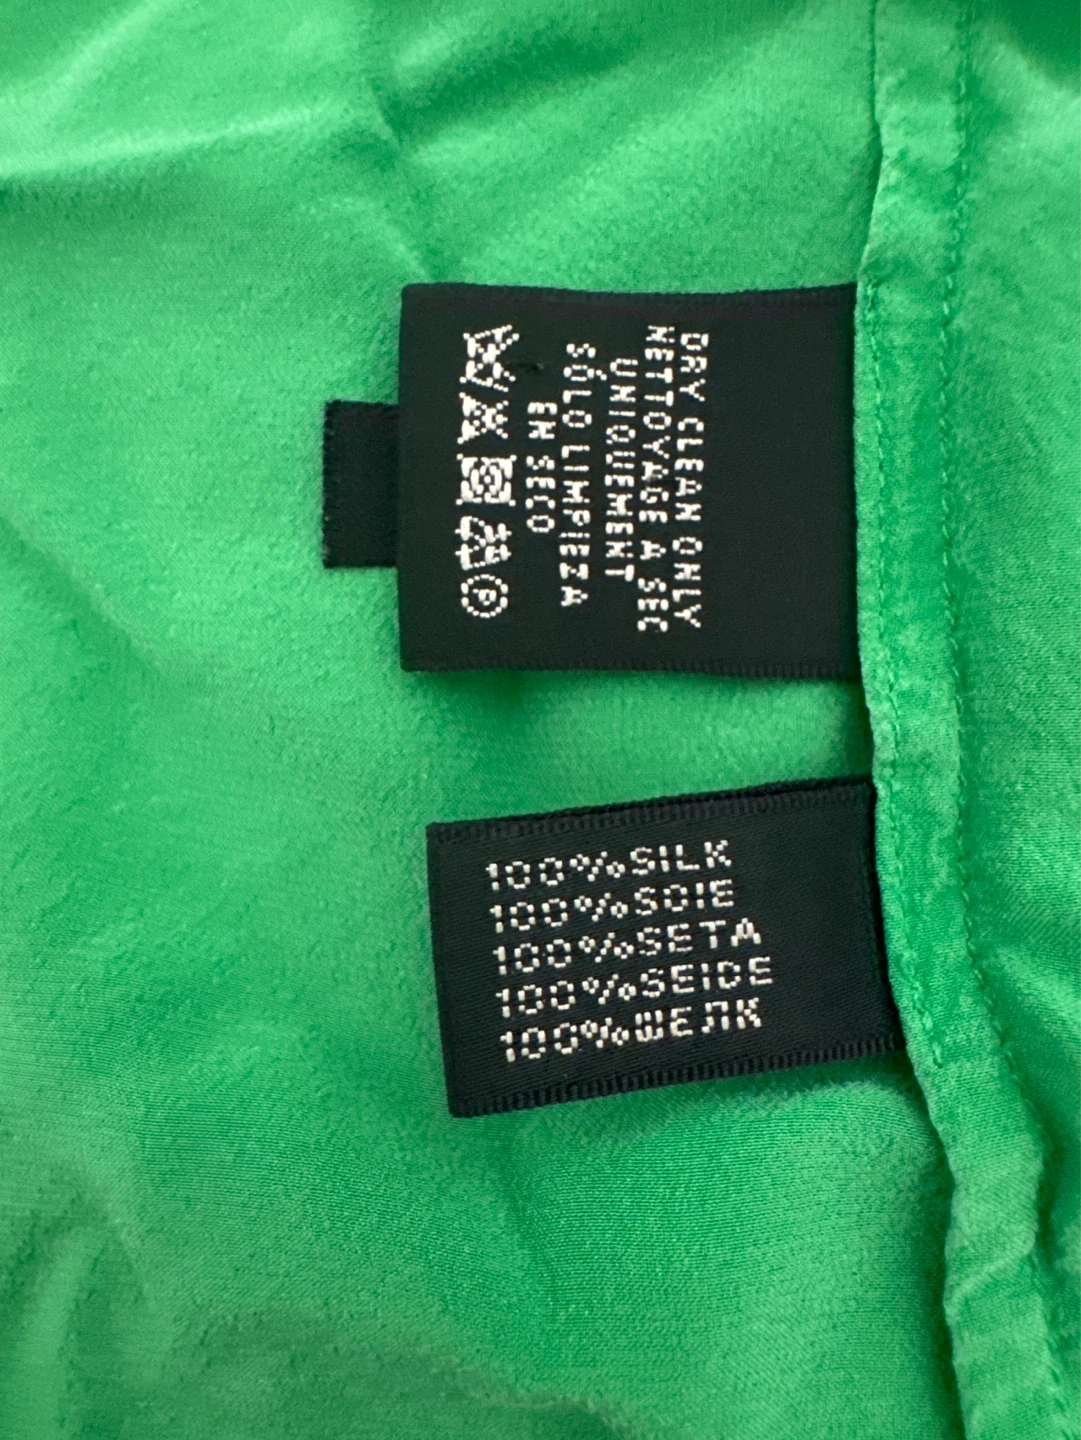 DRY CLEAN ONLY
NETTOYAGE A SEC
UNIQUEMENT
SÓLO LIMPIEZA
EN SECO
P
100%SILK
100%SOIE
100%SETA
100%SEIDE
100%ШЕЛК